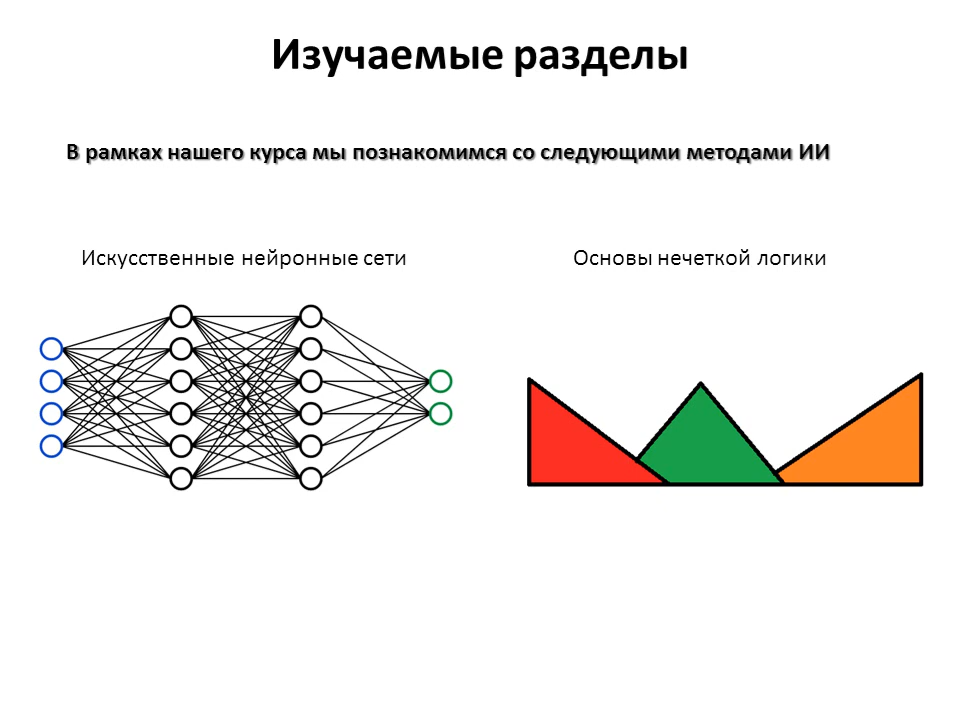 Изучаемые разделы
В рамках нашего курса мы познакомимся со следующими методами ИИ
Искусственные нейронные сети
Основы нечеткой логики